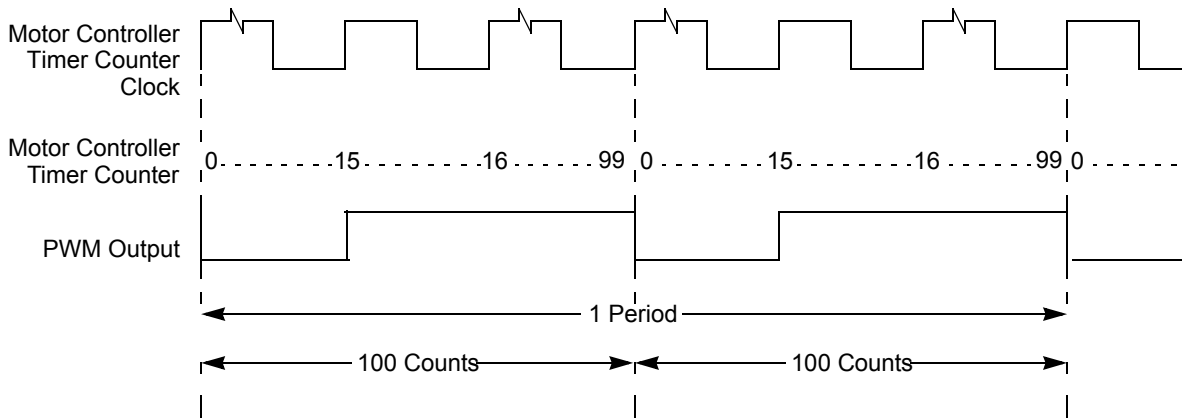 Motor Controller
Timer Counter
Clock
Motor Controller
Timer Counter
0 15 16 99 0 15 16 99 0
PWM Output
1 Period
100 Counts 100 Counts